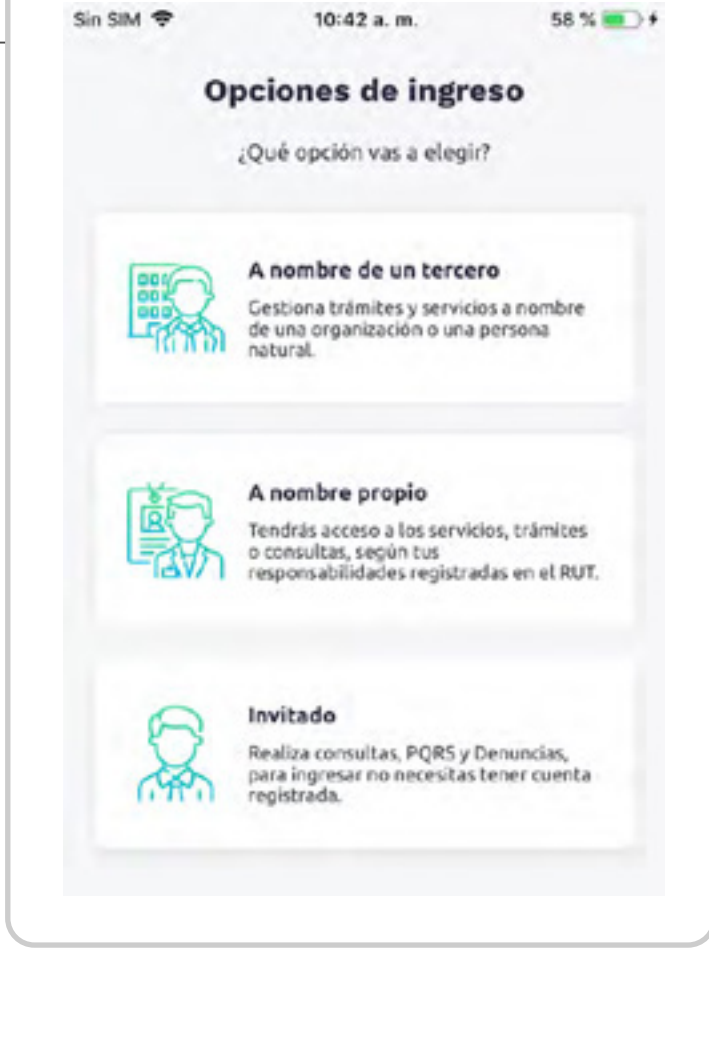 Sin SIM 10:42 a. m. 58 %
Opciones de ingreso
¿Qué opción vas a elegir?
A nombre de un tercero
Gestiona trámites y servicios a nombre
de una organización o una persona
natural.
A nombre propio
Tendrás acceso a los servicios, trámites
o consultas, según tus
responsabilidades registradas en el RUT.
Invitado
Realiza consultas, PQRS y Denuncias,
para ingresar no necesitas tener cuenta
registrada.